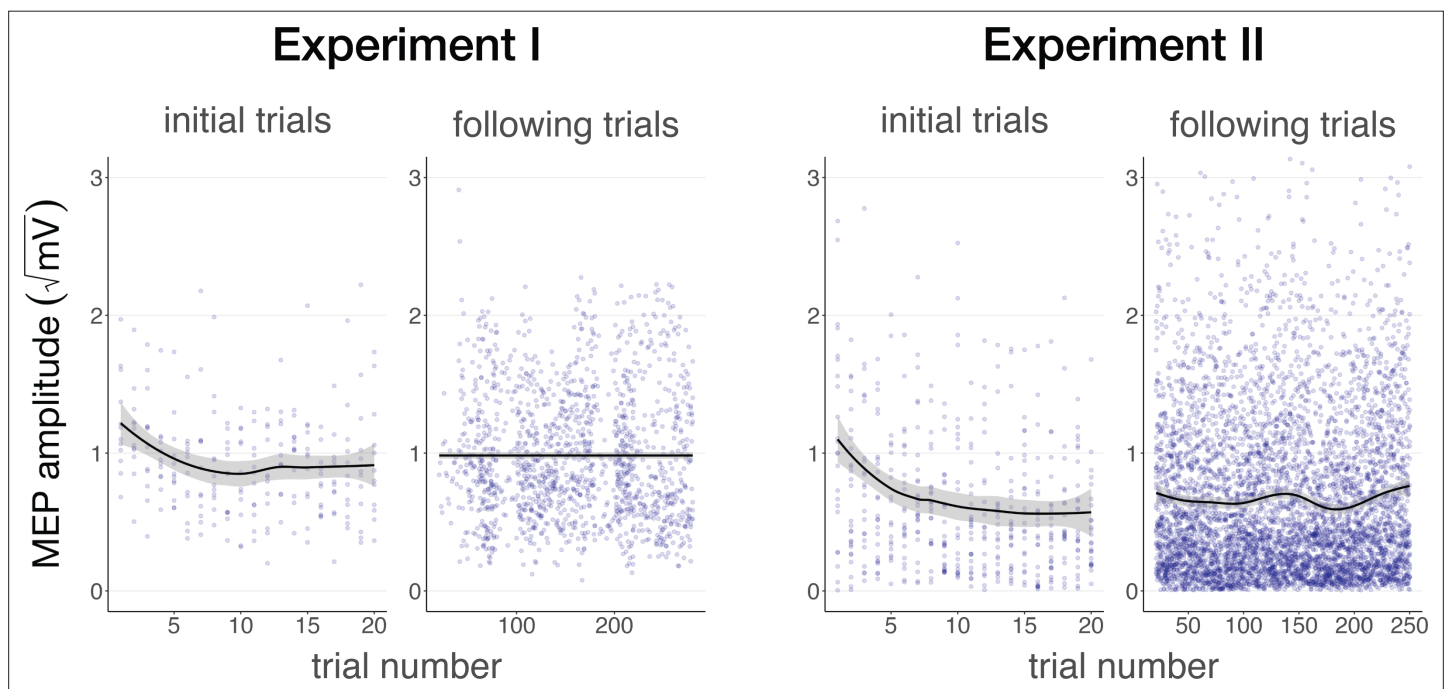 Experiment I
Experiment II
initial trials
following trials
initial trials
following trials
MEP amplitude (√mV)
3
2
1
0
3
2
1
0
3
2
1
0
3
2
1
0
5 10 15 20
100 200
5 10 15 20
50 100 150 200 250
trial number
trial number